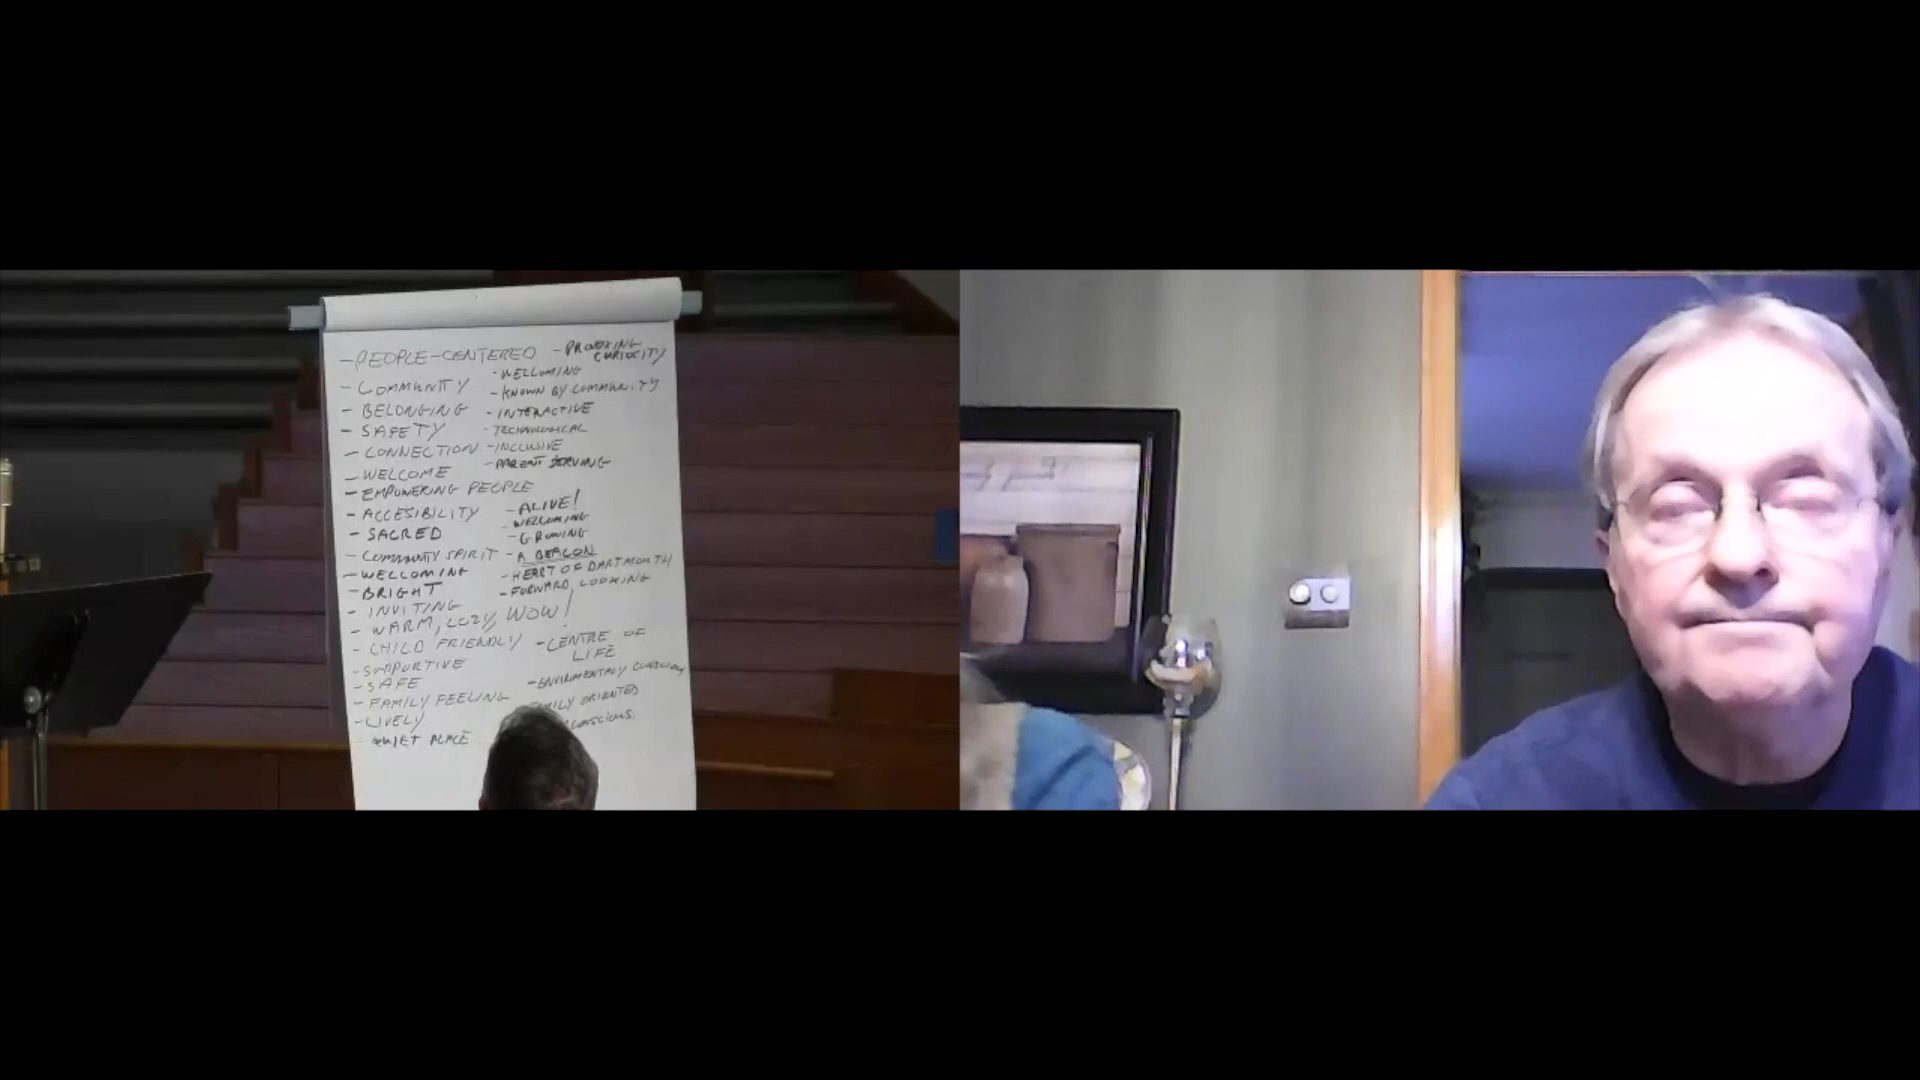 - PEOPLE-CENTERED - PROVOKING
CURIOSITY
- WELCOMING
- COMMUNITY
- KNOWN BY COMMUNITY
- BELONGING - INTERACTIVE
- SAFETY - TECHNOLOGICAL
- CONNECTION - INCLUSIVE
- WELCOME - PARENT SERVING
- EMPOWERING PEOPLE
- ACCESIBILITY - ALIVE!
- WELCOMING
- SACRED - GROWING
- COMMUNITY SPIRIT - A BEACON
- WELCOMING - HEART OF DARTMOUTH
- BRIGHT - FORWARD LOOKING
- INVITING
- WARM, COZY, WOW!
- CHILD FRIENDLY - CENTRE OF
LIFE
- SUPPORTIVE
- SAFE - ENVIRONMENTALY CONSCIOUS
- FAMILY FEELING FAMILY ORIENTED
- LIVELY CONSCIOUS.
- QUIET PLACE